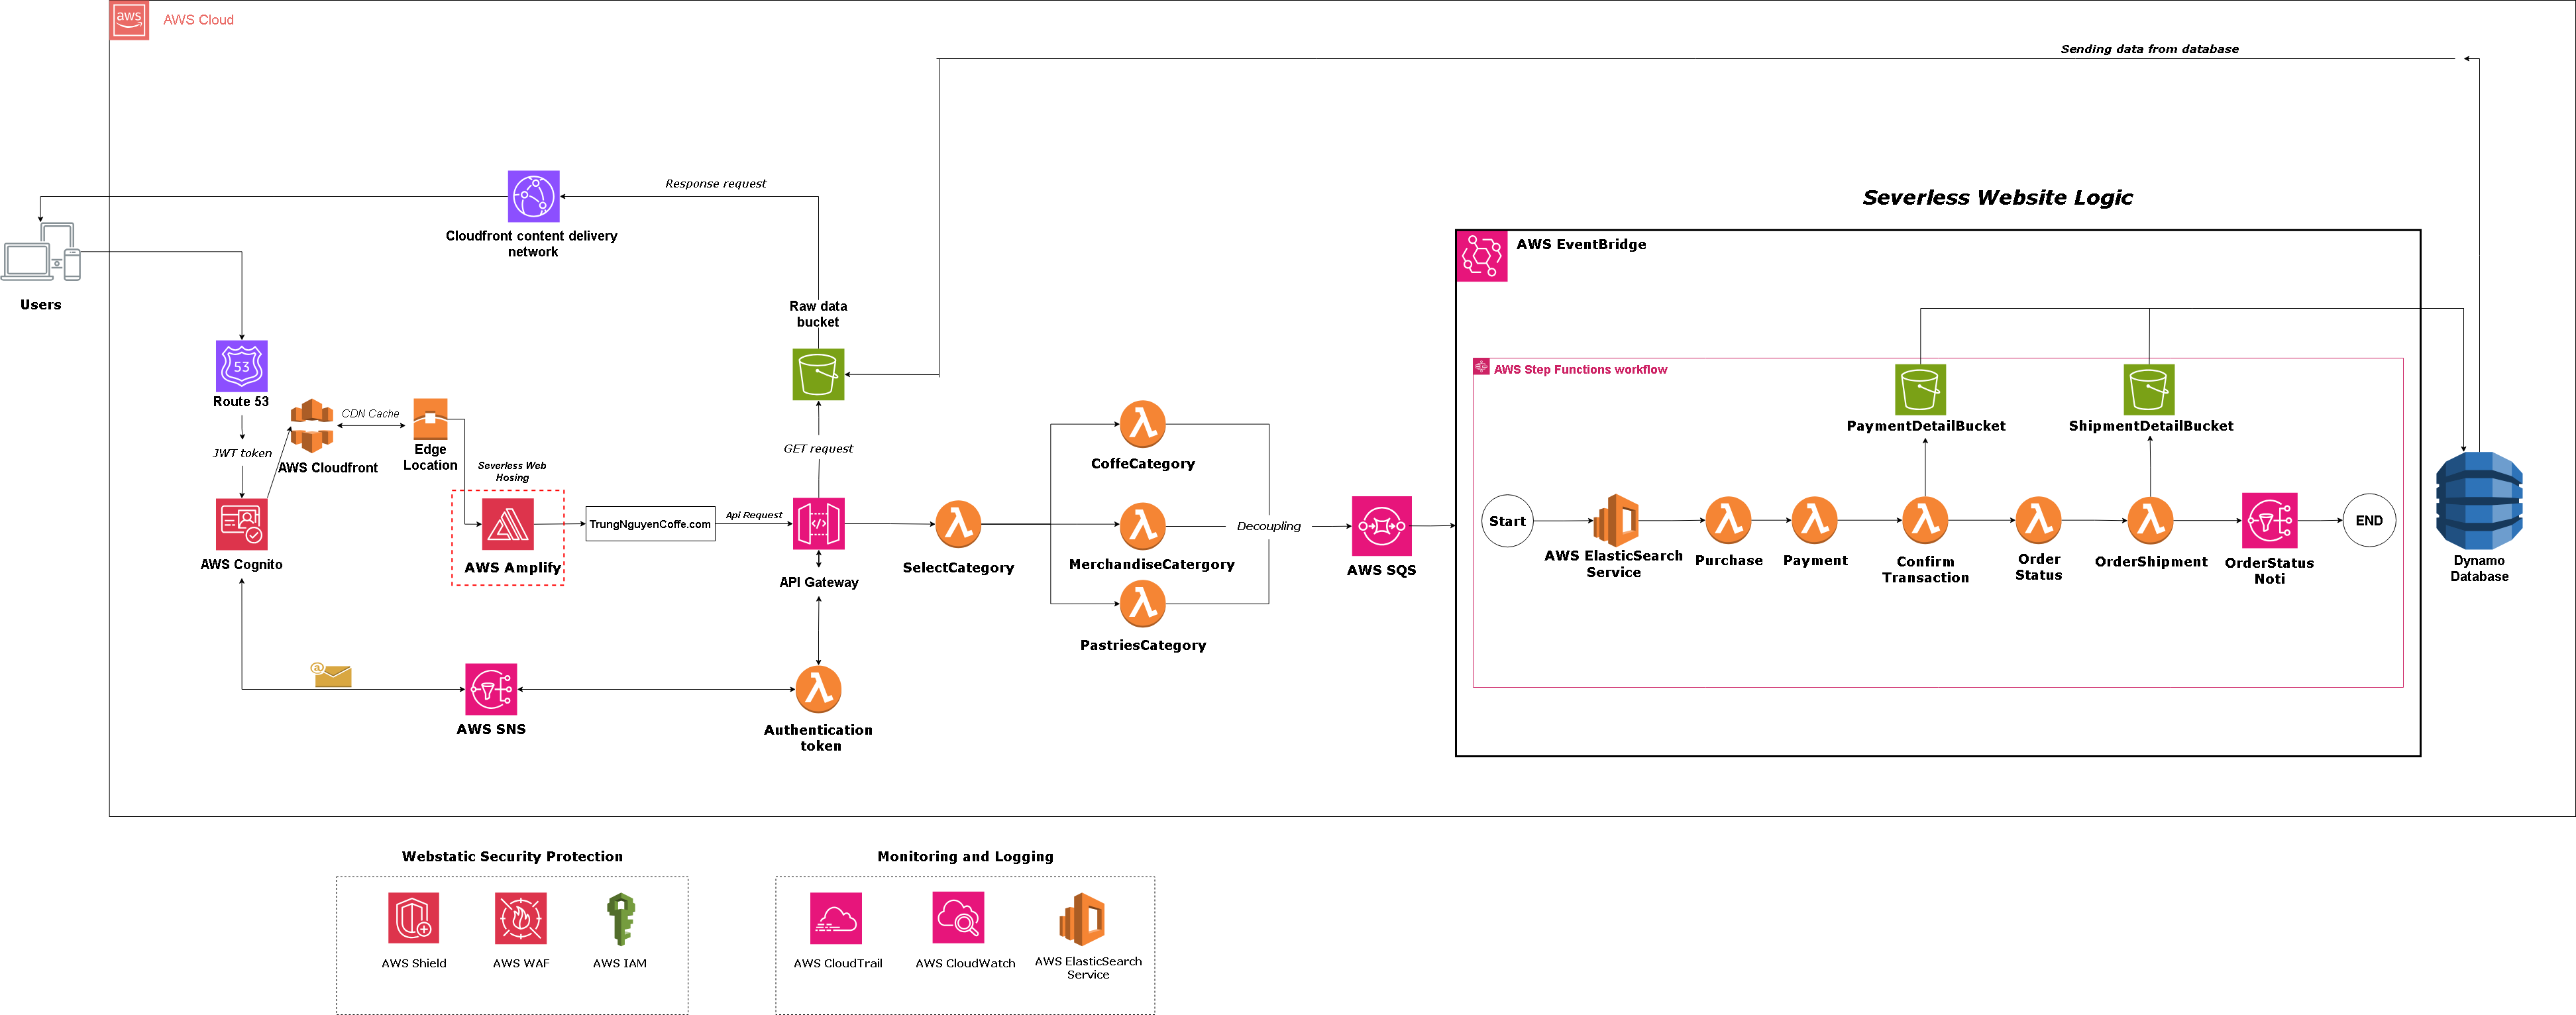 aws
AWS Cloud
Sending data from database
Response request
Cloudfront content delivery
network
Severless Website Logic
AWS EventBridge
Users
Raw data
bucket
53
Route 53
AWS Step Functions workflow
CDN Cache
JWT token
AWS Cloudfront
Edge
Location
GET request
Severless Web
Hosing
CoffeCategory
PaymentDetailBucket
ShipmentDetailBucket
AWS Cognito
AWS Amplify
TrungNguyenCoffe.com
Api Request
API Gateway
SelectCategory
MerchandiseCatergory
Decoupling
AWS SQS
Start
AWS ElasticSearch
Service
Purchase
Payment
Confirm
Transaction
Order
Status
OrderShipment
OrderStatus
Noti
END
Dynamo
Database
PastriesCategory
@
AWS SNS
Authentication
token
Webstatic Security Protection
Monitoring and Logging
AWS Shield
AWS WAF
AWS IAM
AWS CloudTrail
AWS CloudWatch
AWS ElasticSearch
Service